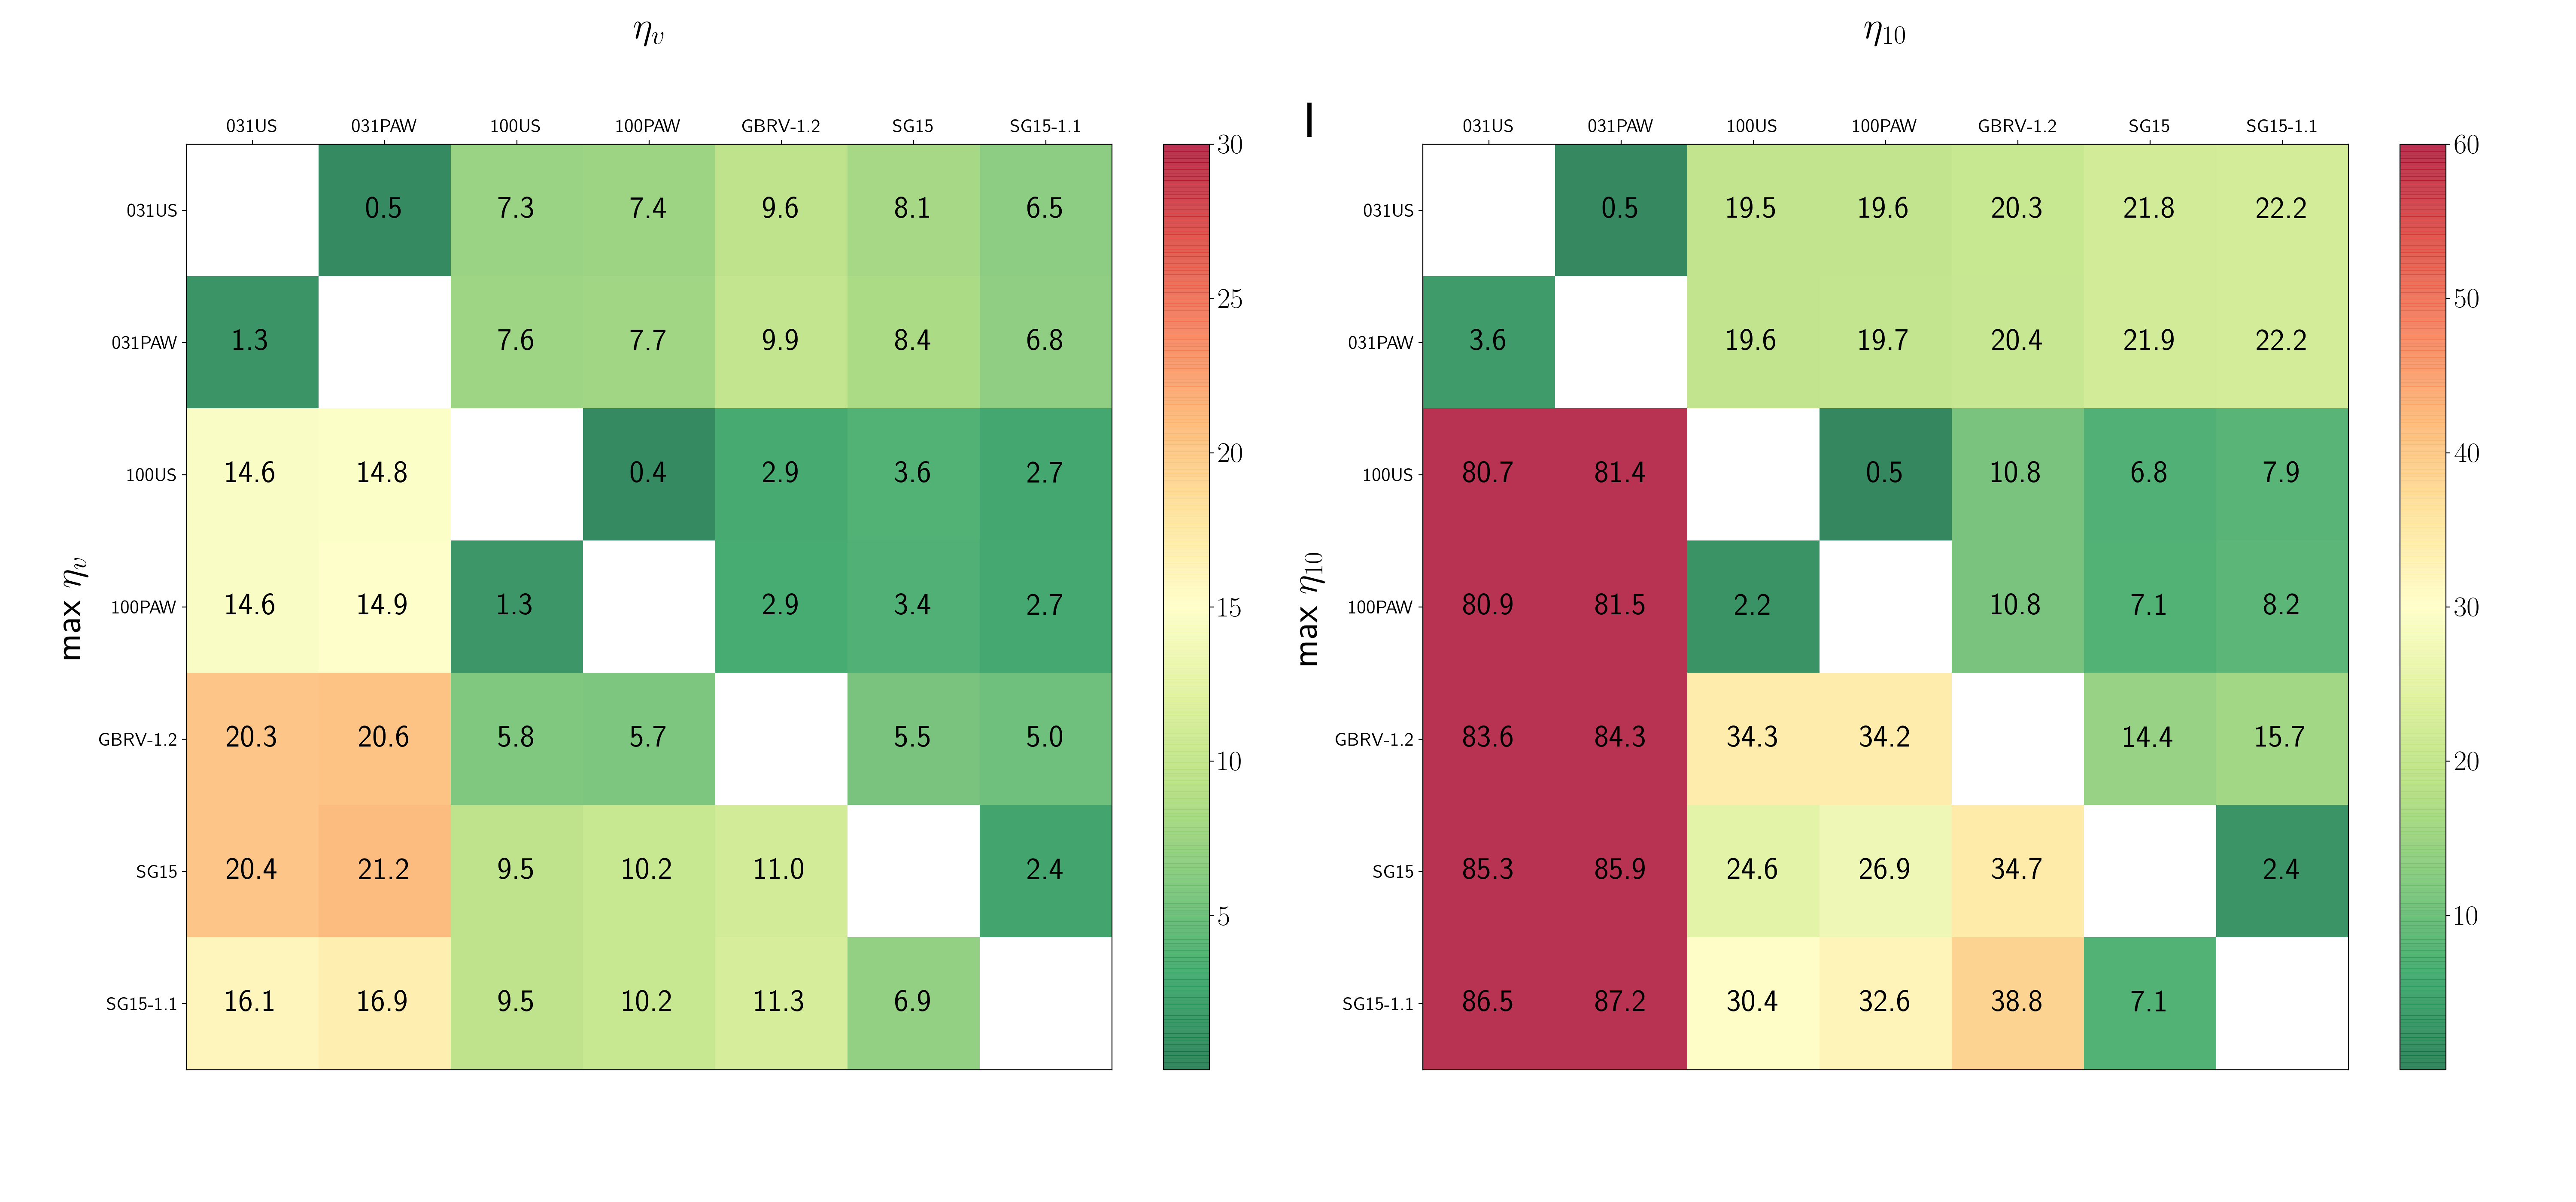 η_v
031US 031PAW 100US 100PAW GBRV-1.2 SG15 SG15-1.1
031US 0.5 7.3 7.4 9.6 8.1 6.5
031PAW 1.3 7.6 7.7 9.9 8.4 6.8
100US 14.6 14.8 0.4 2.9 3.6 2.7
100PAW 14.6 14.9 1.3 2.9 3.4 2.7
GBRV-1.2 20.3 20.6 5.8 5.7 5.5 5.0
SG15 20.4 21.2 9.5 10.2 11.0 2.4
SG15-1.1 16.1 16.9 9.5 10.2 11.3 6.9
max η_v
30
25
20
15
10
5
η_10
I
031US 031PAW 100US 100PAW GBRV-1.2 SG15 SG15-1.1
031US 0.5 19.5 19.6 20.3 21.8 22.2
031PAW 3.6 19.6 19.7 20.4 21.9 22.2
100US 80.7 81.4 0.5 10.8 6.8 7.9
100PAW 80.9 81.5 2.2 10.8 7.1 8.2
GBRV-1.2 83.6 84.3 34.3 34.2 14.4 15.7
SG15 85.3 85.9 24.6 26.9 34.7 2.4
SG15-1.1 86.5 87.2 30.4 32.6 38.8 7.1
max η_10
60
50
40
30
20
10